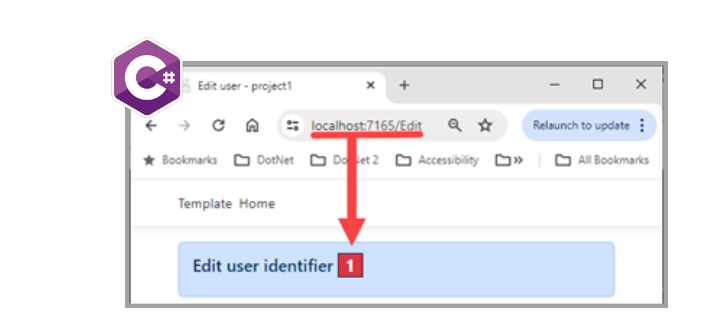 C#
Edit user - project1
localhost:7165/Edit
Relaunch to update
Bookmarks DotNet 2 Accessibility » All Bookmarks
Template Home
Edit user identifier 1